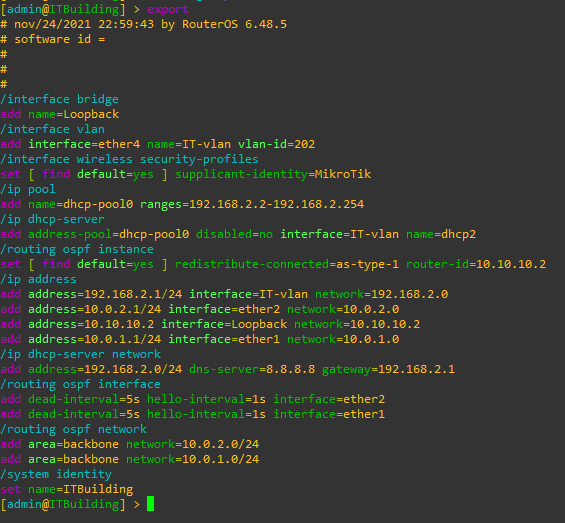 [admin@ITBuilding] > export
# nov/24/2021 22:59:43 by RouterOS 6.48.5
# software id =
#
#
#
/interface bridge
add name=Loopback
/interface vlan
add interface=ether4 name=IT-vlan vlan-id=202
/interface wireless security-profiles
set [ find default=yes ] supplicant-identity=MikroTik
/ip pool
add name=dhcp-pool0 ranges=192.168.2.2-192.168.2.254
/ip dhcp-server
add address-pool=dhcp-pool0 disabled=no interface=IT-vlan name=dhcp2
/routing ospf instance
set [ find default=yes ] redistribute-connected=as-type-1 router-id=10.10.10.2
/ip address
add address=192.168.2.1/24 interface=IT-vlan network=192.168.2.0
add address=10.0.2.1/24 interface=ether2 network=10.0.2.0
add address=10.10.10.2 interface=Loopback network=10.10.10.2
add address=10.0.1.1/24 interface=ether1 network=10.0.1.0
/ip dhcp-server network
add address=192.168.2.0/24 dns-server=8.8.8.8 gateway=192.168.2.1
/routing ospf interface
add dead-interval=5s hello-interval=1s interface=ether2
add dead-interval=5s hello-interval=1s interface=ether1
/routing ospf network
add area=backbone network=10.0.2.0/24
add area=backbone network=10.0.1.0/24
/system identity
set name=ITBuilding
[admin@ITBuilding] >